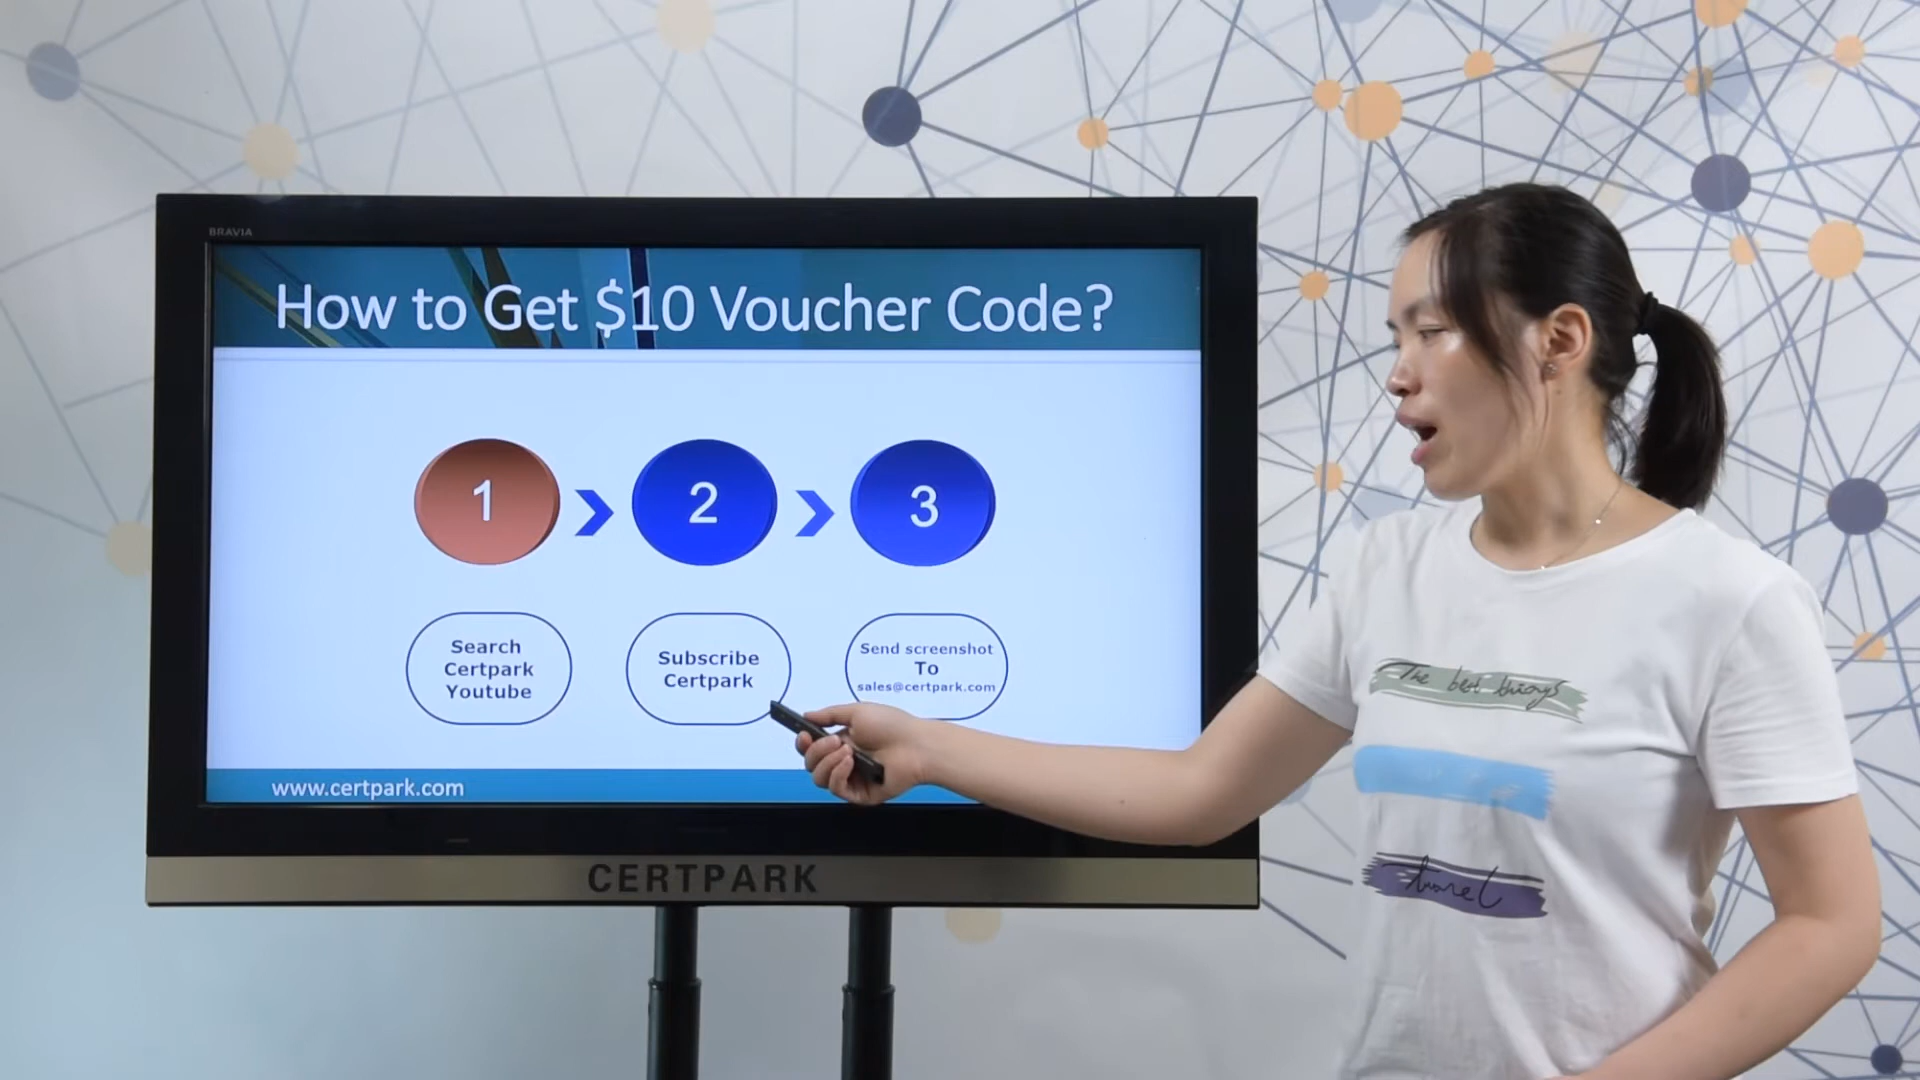 BRAVIA
How to Get $10 Voucher Code?
1
2
3
Search
Certpark
Youtube
Subscribe
Certpark
Send screenshot
To
sales@certpark.com
www.certpark.com
CERTPARK
The best things
travel